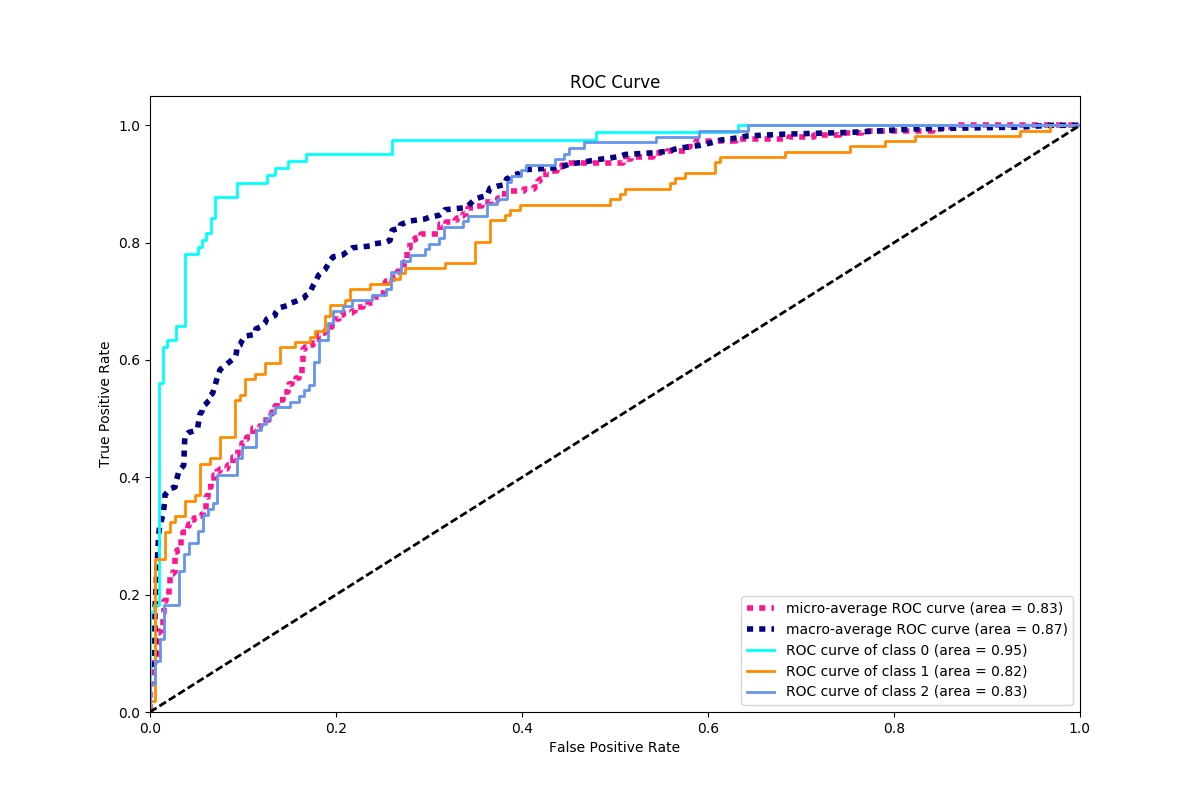 ROC Curve
1.0
0.8
0.6
0.4
0.2
0.0
True Positive Rate
micro-average ROC curve (area = 0.83)
macro-average ROC curve (area = 0.87)
ROC curve of class 0 (area = 0.95)
ROC curve of class 1 (area = 0.82)
ROC curve of class 2 (area = 0.83)
0.0 0.2 0.4 0.6 0.8 1.0
False Positive Rate